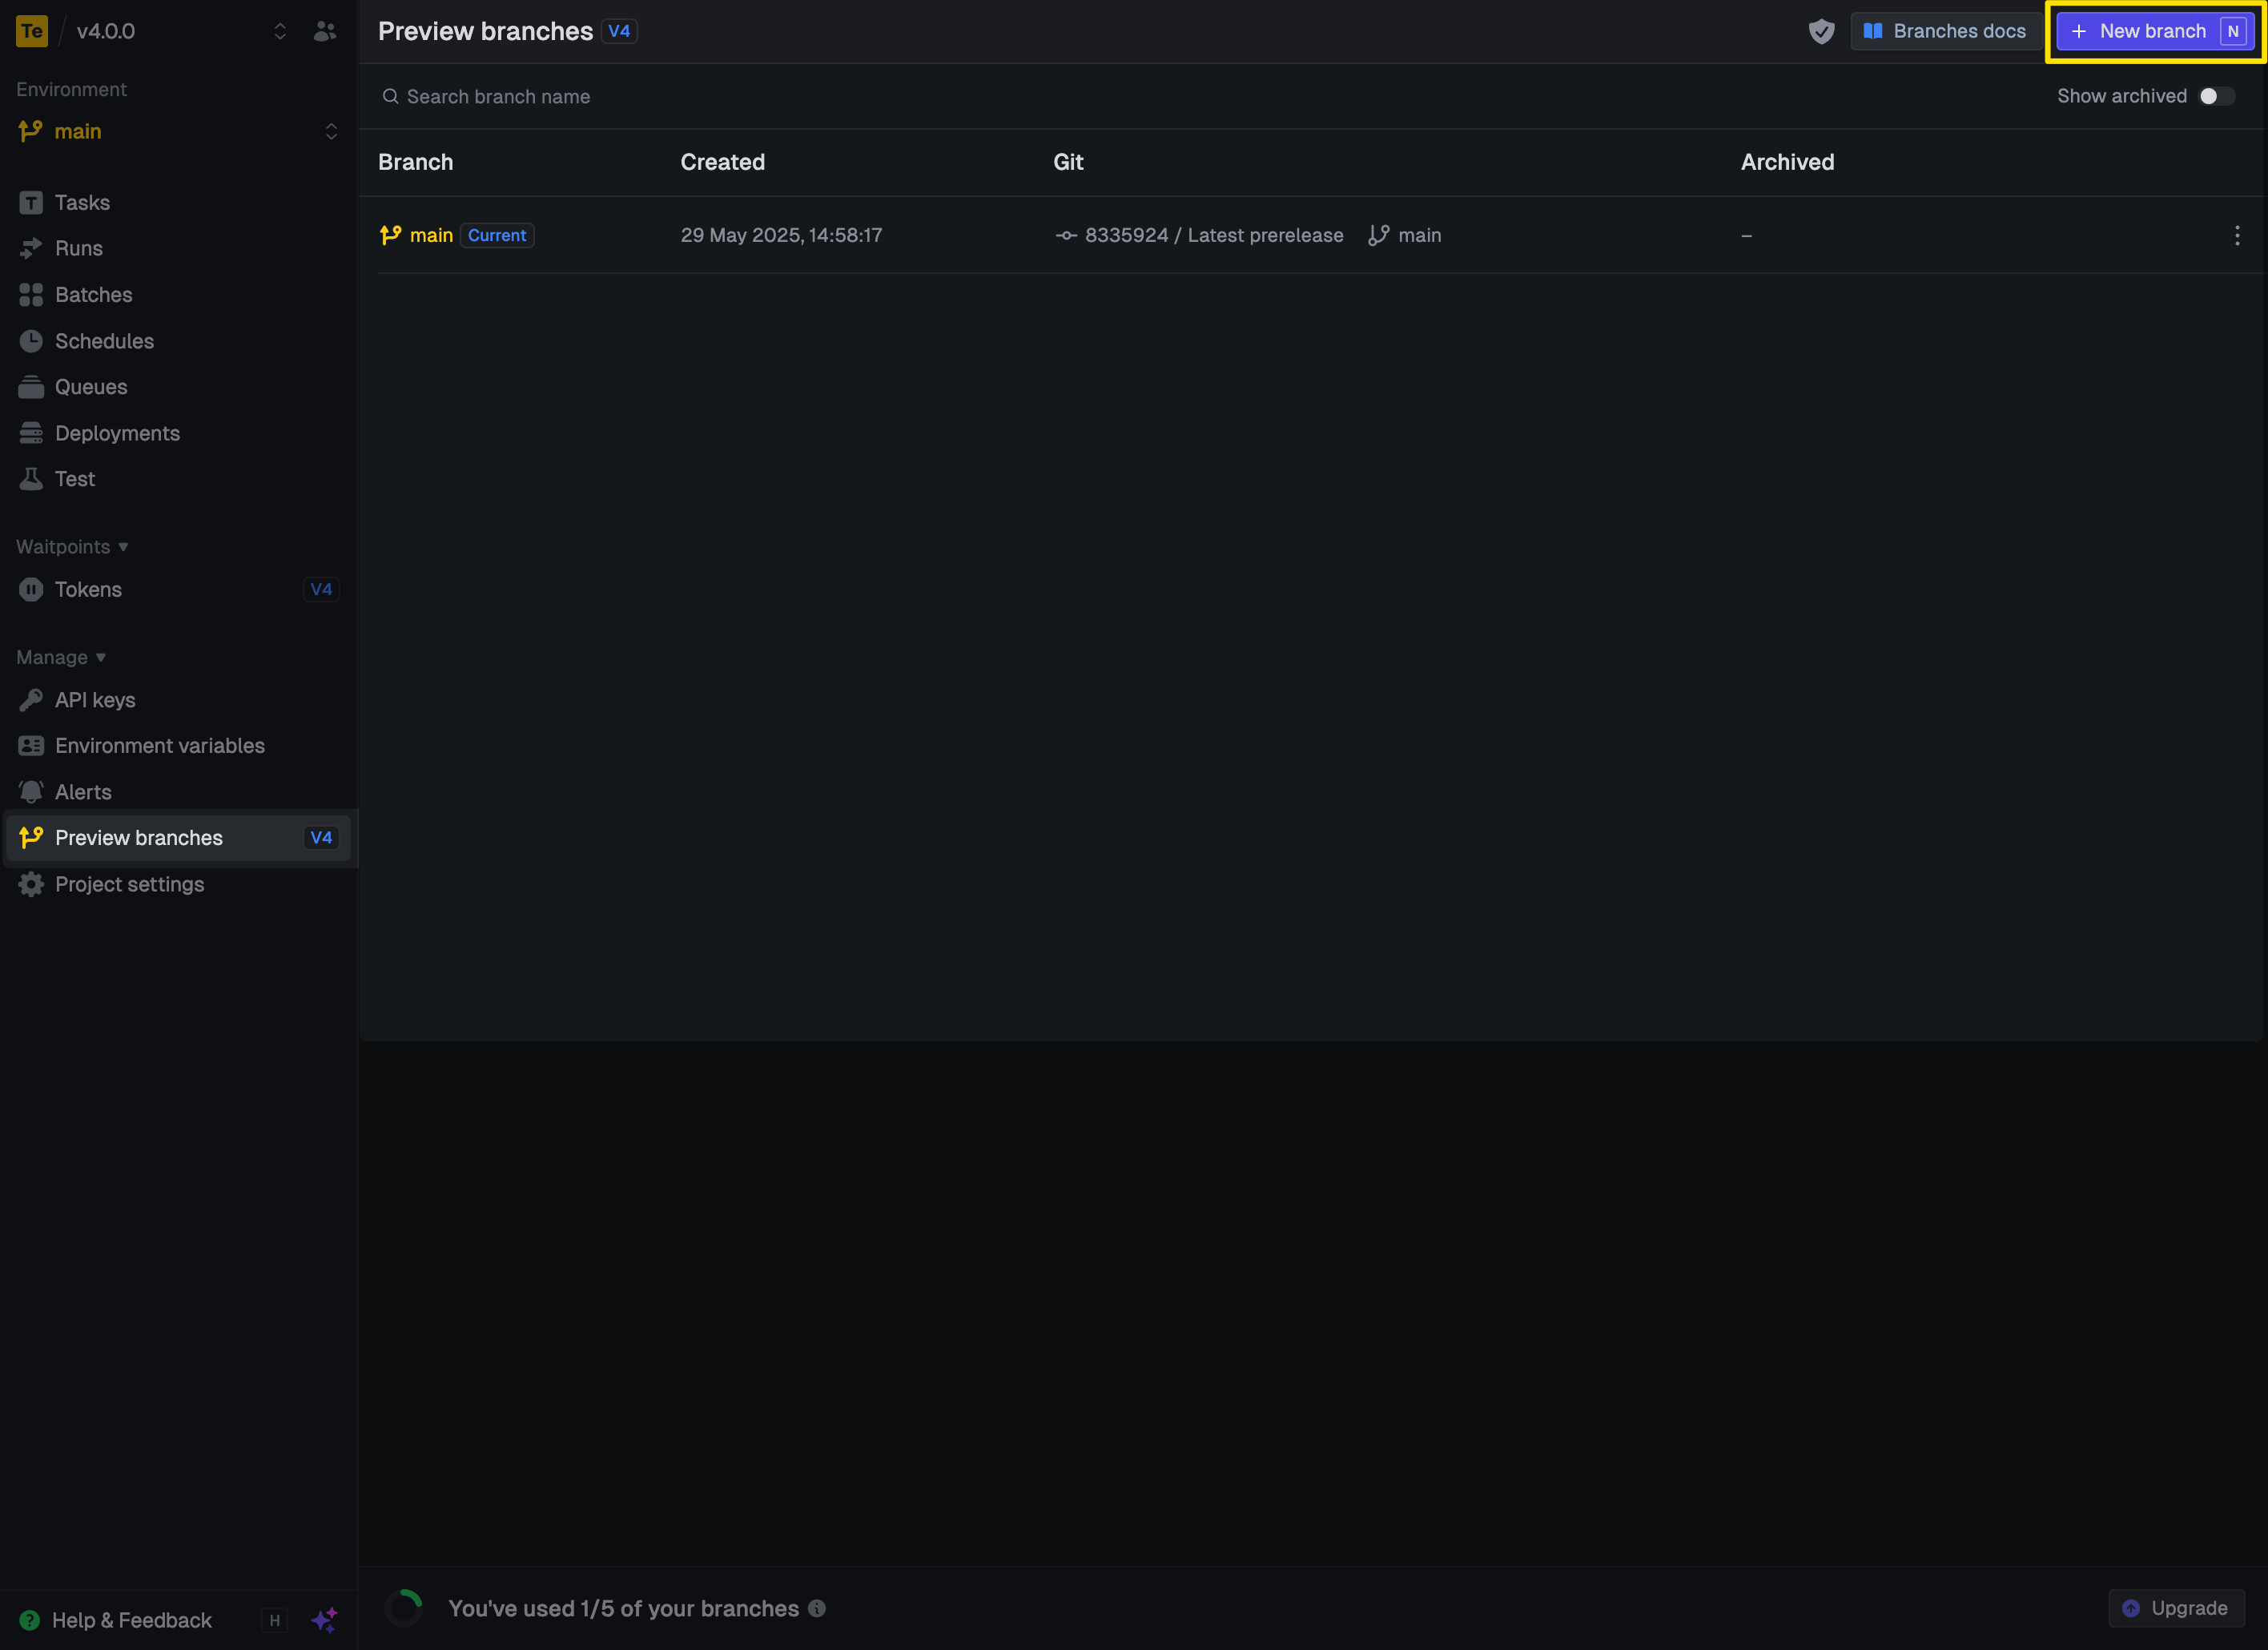 Te / v4.0.0
Environment
main
Tasks
Runs
Batches
Schedules
Queues
Deployments
Test
Waitpoints
Tokens V4
Manage
API keys
Environment variables
Alerts
Preview branches V4
Project settings
Help & Feedback H
Preview branches V4
Branches docs
New branch N
Search branch name
Show archived
Branch Created Git Archived
main Current 29 May 2025, 14:58:17 8335924 / Latest prerelease main –
You've used 1/5 of your branches
Upgrade